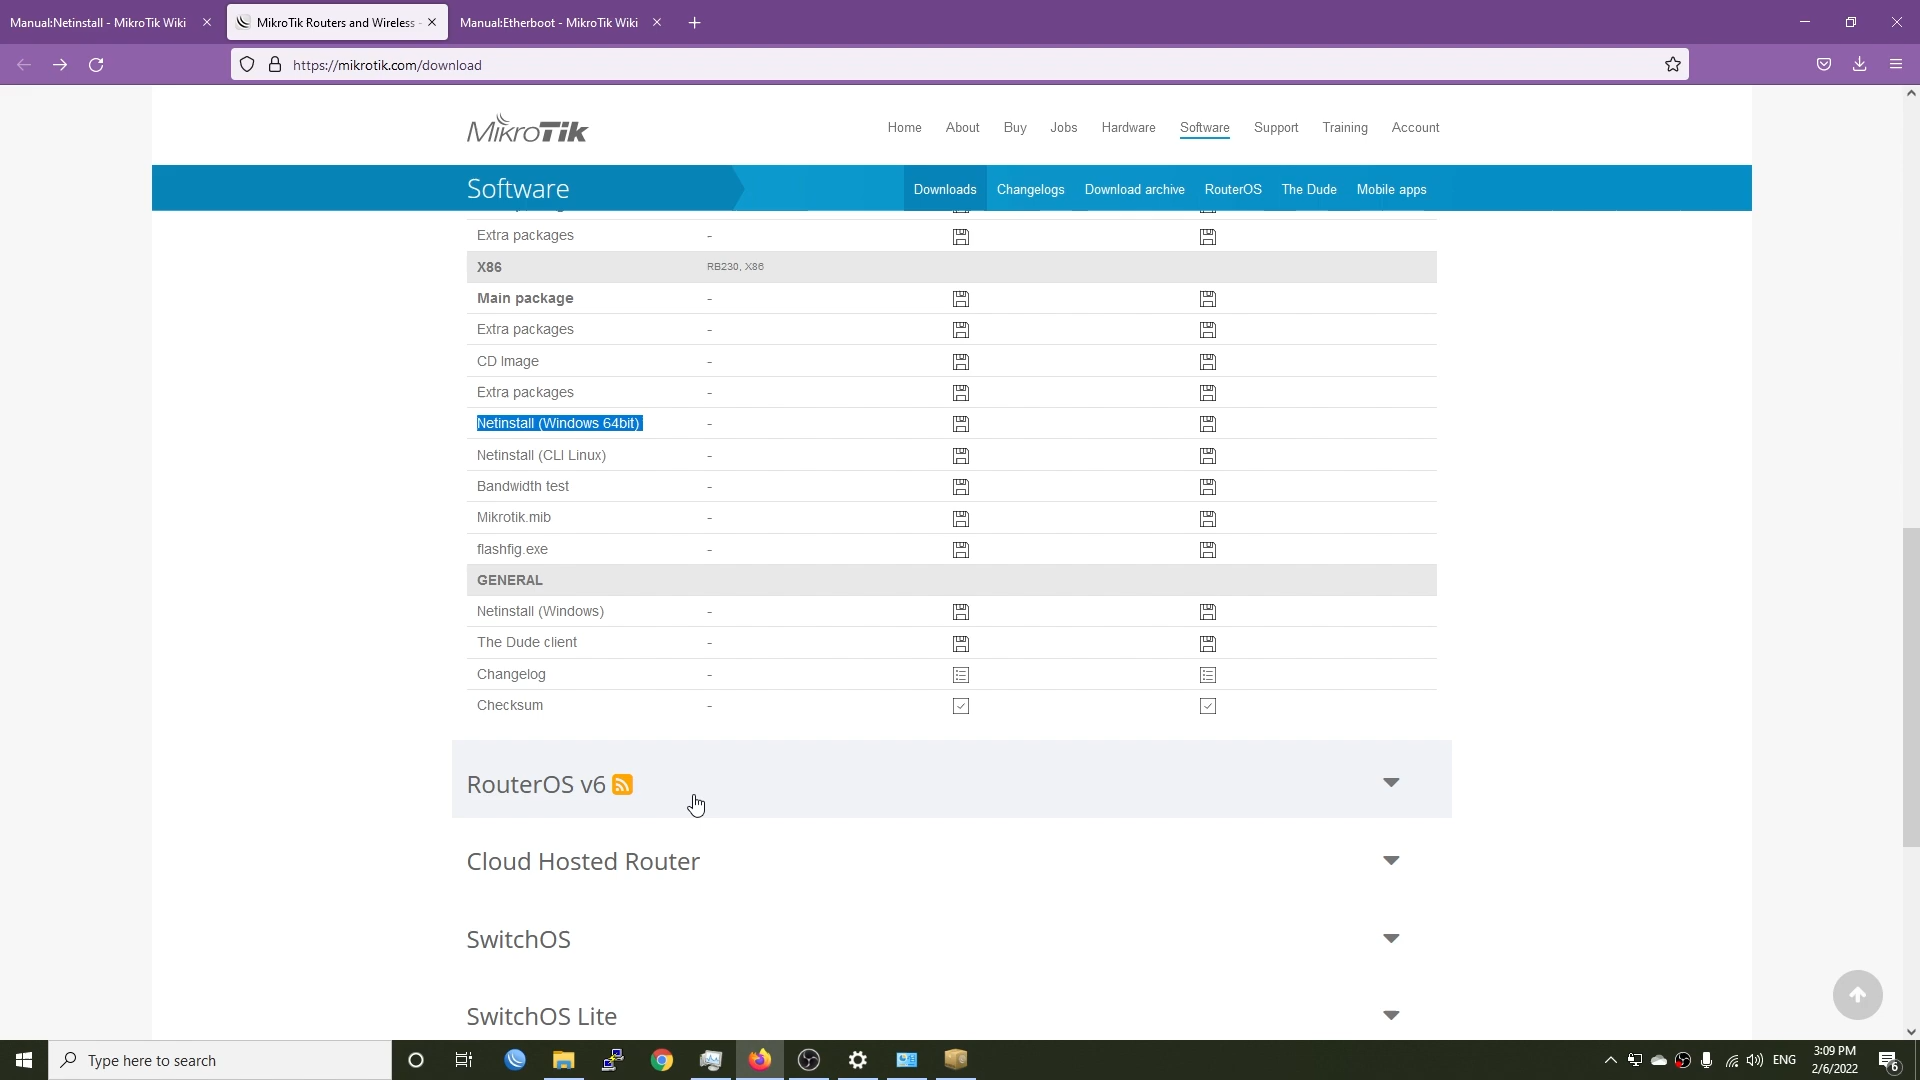 Manual:Netinstall - MikroTik Wiki
MikroTik Routers and Wireless -
Manual:Etherboot - MikroTik Wiki
https://mikrotik.com/download
MikroTik
Home About Buy Jobs Hardware Software Support Training Account
Software
Downloads Changelogs Download archive RouterOS The Dude Mobile apps
Extra packages -
X86 RB230, X86
Main package -
Extra packages -
CD Image -
Extra packages -
Netinstall (Windows 64bit) -
Netinstall (CLI Linux) -
Bandwidth test -
Mikrotik.mib -
flashfig.exe -
GENERAL
Netinstall (Windows) -
The Dude client -
Changelog -
Checksum -
RouterOS v6
Cloud Hosted Router
SwitchOS
SwitchOS Lite
Type here to search
ENG
3:09 PM
2/6/2022
6